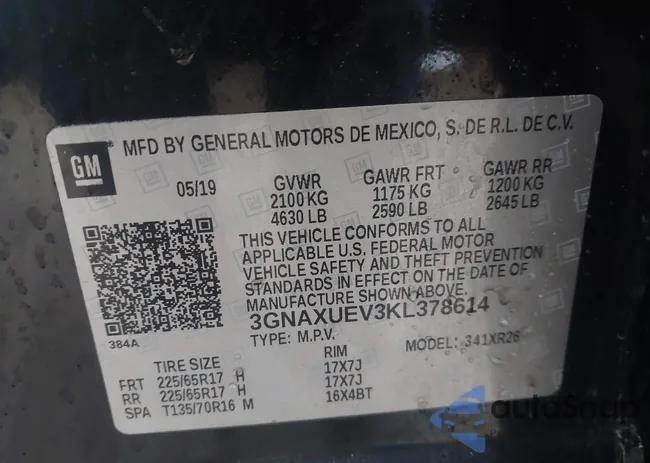 GM
MFD BY GENERAL MOTORS DE MEXICO, S. DE R.L. DE C.V.
05/19 GVWR GAWR FRT GAWR RR
2100 KG 1175 KG 1200 KG
4630 LB 2590 LB 2645 LB
THIS VEHICLE CONFORMS TO ALL
APPLICABLE U.S. FEDERAL MOTOR
VEHICLE SAFETY AND THEFT PREVENTION
STANDARDS IN EFFECT ON THE DATE OF
MANUFACTURE SHOWN ABOVE.
3GNAXUEV3KL378614
384A TYPE: M.P.V. MODEL: 341XR26
TIRE SIZE RIM
FRT 225/65R17 H 17X7J
RR 225/65R17 H 17X7J
SPA T135/70R16 M 16X4BT
autoSnap